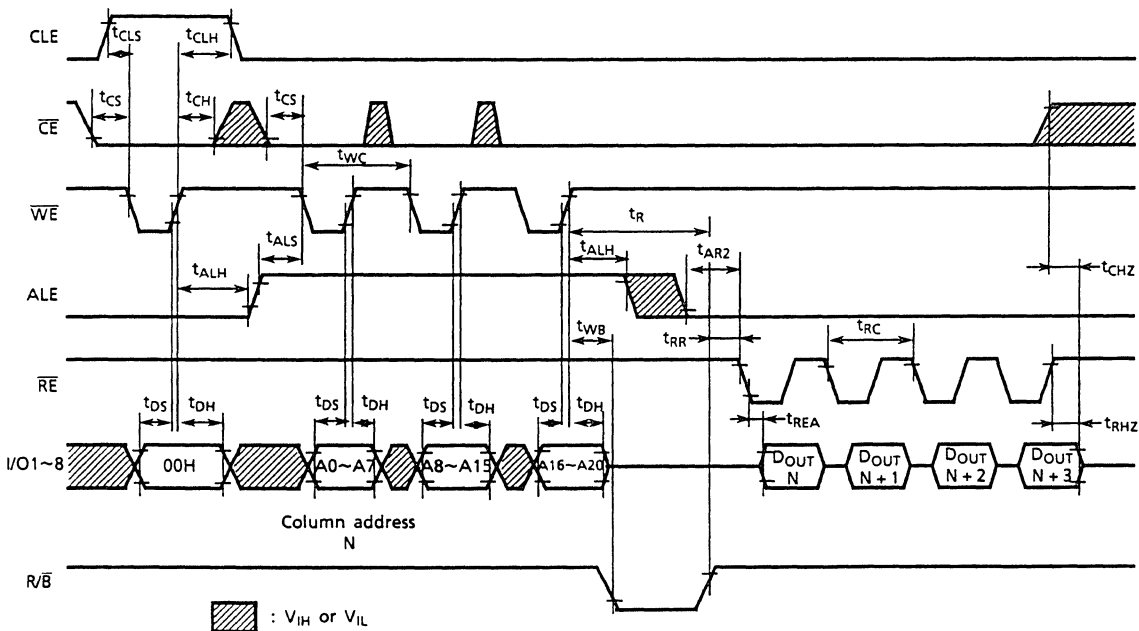 CLE tCLS tCLH
CE tCS tCH tCS
WE tWC tR
ALE tALH tALS tALH tAR2 tCHZ
RE tWB tRR tRC
tDS tDH tDS tDH tDS tDH tDS tDH tREA tRHZ
I/O1~8 00H A0~A7 A8~A15 A16~A20 DOUT N DOUT N+1 DOUT N+2 DOUT N+3
Column address
N
R/B
: VIH or VIL